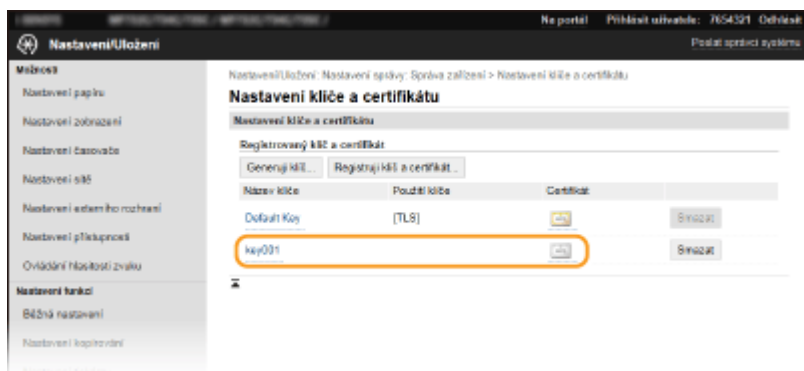 Na portál Přihlásit uživatele: 7654321 Odhlásit
Nastavení/Uložení Poslat správci systému
Možnosti
Nastavení papíru
Nastavení zobrazení
Nastavení časovače
Nastavení sítě
Nastavení externího rozhraní
Nastavení přístupnosti
Ovládání hlasitosti zvuku
Nastavení funkcí
Běžná nastavení
Nastavení kopírování
Nastavení/Uložení: Nastavení správy: Správa zařízení > Nastavení klíče a certifikátu
Nastavení klíče a certifikátu
Nastavení klíče a certifikátu
Registrovaný klíč a certifikát
Generuji klíč... Registruji klíč a certifikát...
Název klíče Použití klíče Certifikát
Default Key [TLS] Smazat
key001 Smazat